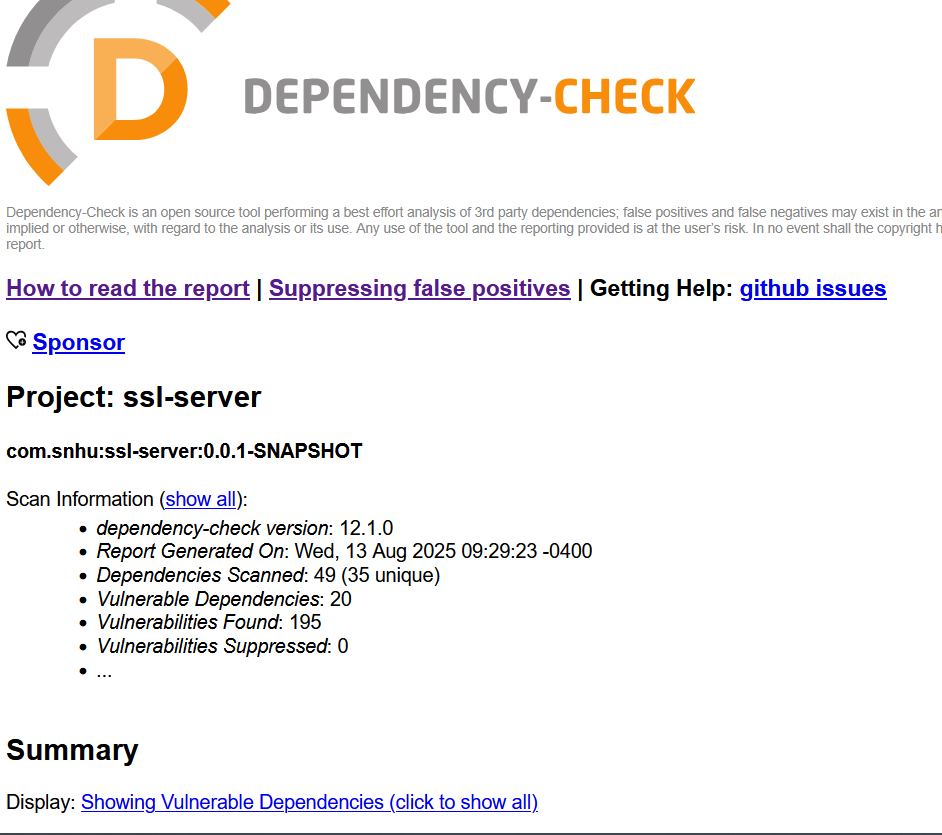 D
DEPENDENCY-CHECK
Dependency-Check is an open source tool performing a best effort analysis of 3rd party dependencies; false positives and false negatives may exist in the
implied or otherwise, with regard to the analysis or its use. Any use of the tool and the reporting provided is at the user's risk. In no event shall the copyright
report.
How to read the report | Suppressing false positives | Getting Help: github issues
Sponsor
Project: ssl-server
com.snhu:ssl-server:0.0.1-SNAPSHOT
Scan Information (show all):
• dependency-check version: 12.1.0
• Report Generated On: Wed, 13 Aug 2025 09:29:23 -0400
• Dependencies Scanned: 49 (35 unique)
• Vulnerable Dependencies: 20
• Vulnerabilities Found: 195
• Vulnerabilities Suppressed: 0
• ...
Summary
Display: Showing Vulnerable Dependencies (click to show all)